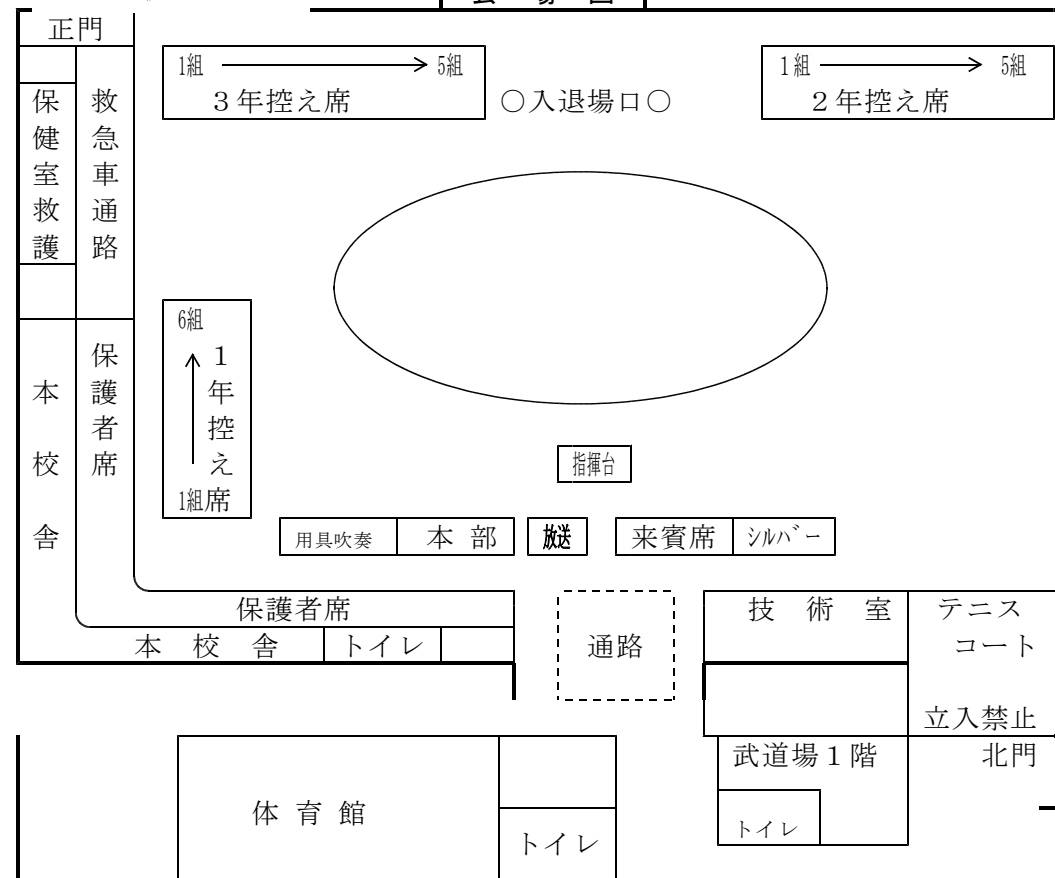 会場図
正門
1組 5組
3年控え席
○入退場口○
1組 5組
2年控え席
保健室救護
救急車通路
6組
1年控え席
1組
本校舎
保護者席
指揮台
用具吹奏
本部
放送
来賓席
シルバー
保護者席
本校舎
トイレ
通路
技術室
テニス
コート
立入禁止
武道場1階
北門
トイレ
体育館
トイレ